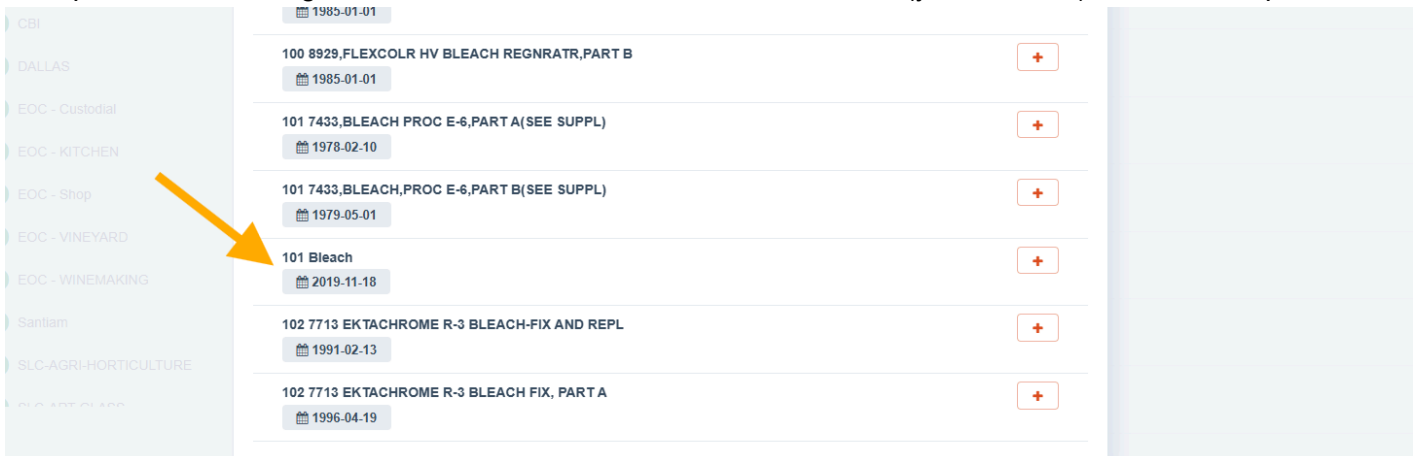 1985-01-01
100 8929,FLEXCOLR HV BLEACH REGNRATR,PART B
1985-01-01
101 7433,BLEACH PROC E-6,PART A(SEE SUPPL)
1978-02-10
101 7433,BLEACH,PROC E-6,PART B(SEE SUPPL)
1979-05-01
101 Bleach
2019-11-18
102 7713 EKTACHROME R-3 BLEACH-FIX AND REPL
1991-02-13
102 7713 EKTACHROME R-3 BLEACH FIX, PART A
1996-04-19
CBI
DALLAS
EOC - Custodial
EOC - KITCHEN
EOC - Shop
EOC - VINEYARD
EOC - WINEMAKING
Santiam
SLC-AGRI-HORTICULTURE